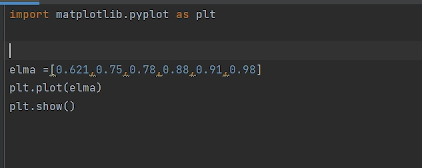 import matplotlib.pyplot as plt
elma =[0.621,0.75,0.78,0.88,0.91,0.98]
plt.plot(elma)
plt.show()